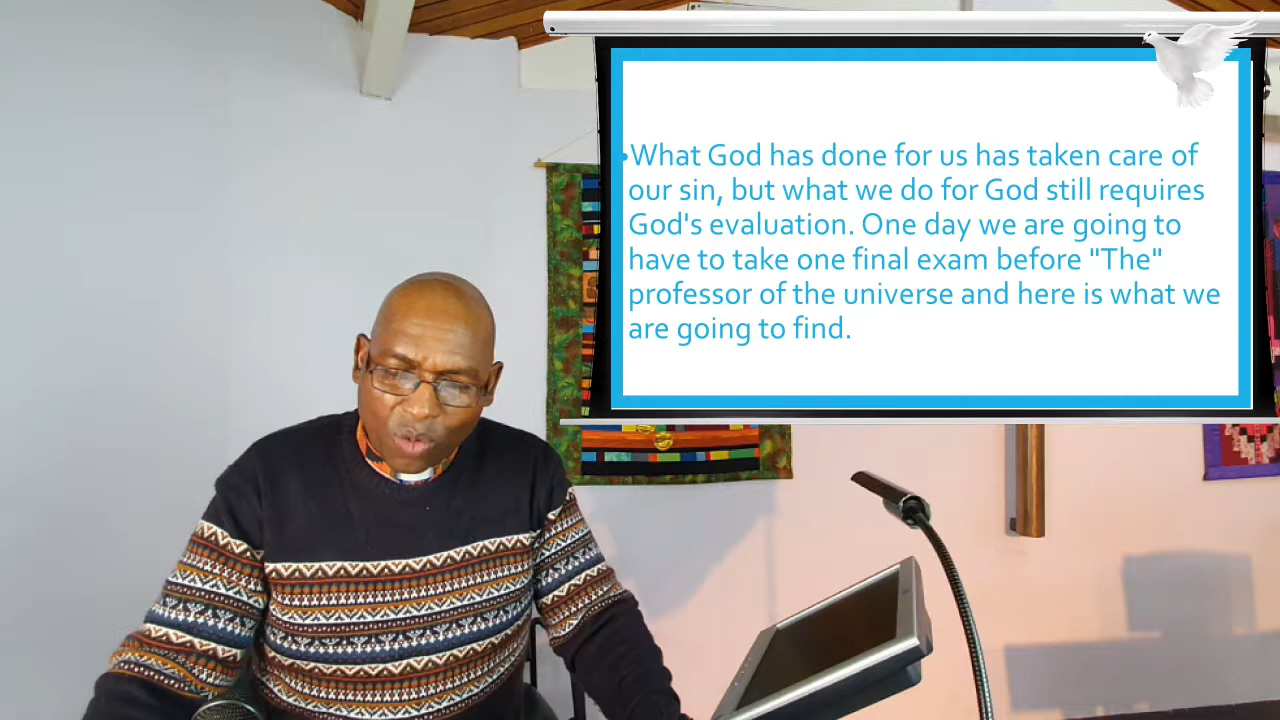 •What God has done for us has taken care of
our sin, but what we do for God still requires
God's evaluation. One day we are going to
have to take one final exam before "The"
professor of the universe and here is what we
are going to find.